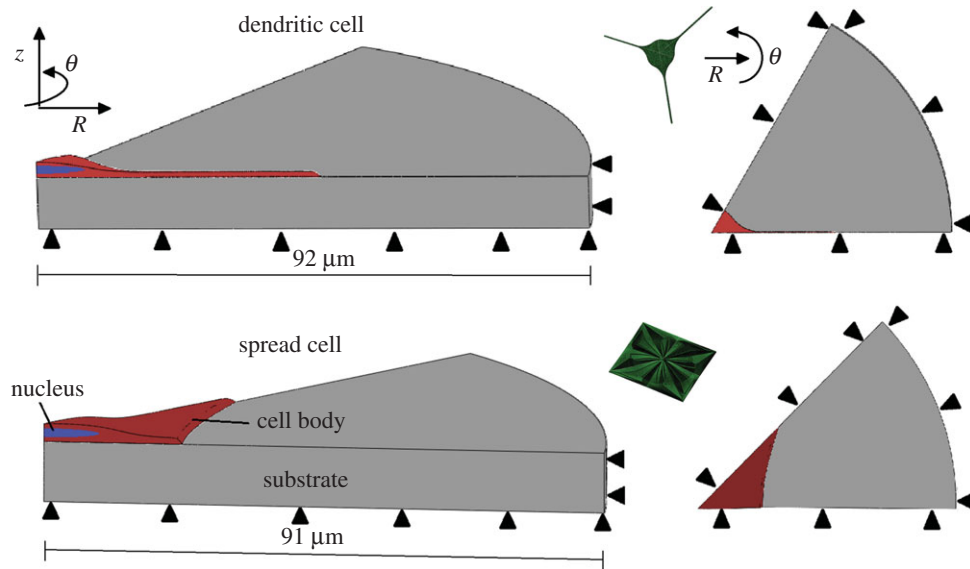 dendritic cell
z
θ
R
R
θ
92 μm
spread cell
nucleus
cell body
substrate
91 μm